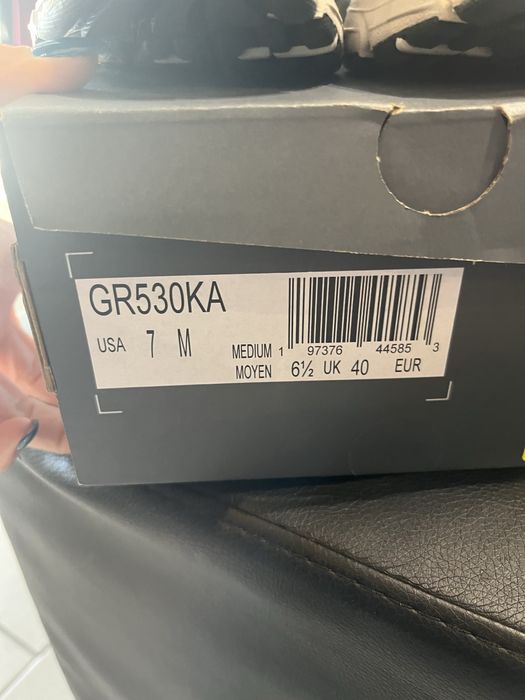 GR530KA
USA 7 M
MEDIUM 1 97376 44585 3
MOYEN 6½ UK 40 EUR